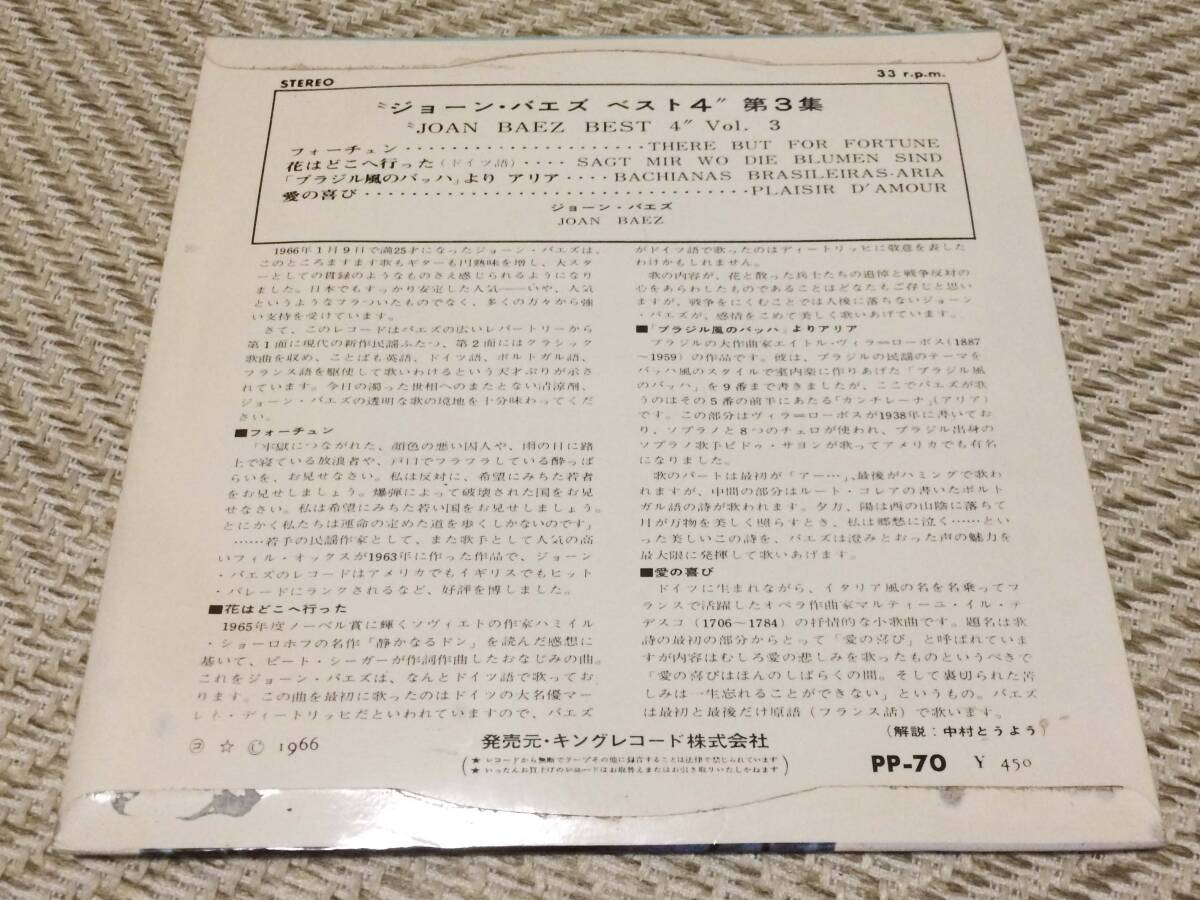 STEREO
33 r.p.m.
〝ジョーン・バエズ ベスト4〟 第3集
〝JOAN BAEZ BEST 4〟 Vol. 3
フォーチュン・・・・・・・・・・・・・・・・・・・・・・THERE BUT FOR FORTUNE
花はどこへ行った(ドイツ語)・・・・SAGT MIR WO DIE BLUMEN SIND
「ブラジル風のバッハ」より アリア・・・・BACHIANAS BRASILEIRAS-ARIA
愛の喜び・・・・・・・・・・・・・・・・・・・・・・・・・・・・・・・・・・・PLAISIR D'AMOUR
ジョーン・バエズ
JOAN BAEZ
1966年1月9日で満25才になったジョーン・バエズは、
このところますます歌もギターも円熟味を増し、大スタ
ーとしての貫禄のようなものさえ感じられるようになり
ました。日本でもすっかり安定した人気――いや、人気
というようなフラついたものでなく、多くの方々から強
い支持を受けています。
さて、このレコードはバエズの広いレパートリーから
第1面に現代の新作民謡ふたつ、第2面にはクラシック
歌曲を収め、ことばも英語、ドイツ語、ポルトガル語、
フランス語を駆使して歌いわけるという天才ぶりが示さ
れています。今日の濁った世相へのまたとない清涼剤、
ジョーン・バエズの透明な歌の境地を十分味わってくだ
さい。
■フォーチュン
「牢獄につながれた、顔色の悪い囚人や、雨の日に路
上で寝ている放浪者や、戸口でフラフラしている酔っぱ
らいを、お見せなさい。私は反対に、希望にみちた若者
をお見せしましょう。爆弾によって破壊された国をお見
せなさい。私は希望にみちた若い国をお見せしましょう。
とにかく私たちは運命の定めた道を歩くしかないのです」
……若手の民謡作家として、また歌手として人気の高
いフィル・オックスが1963年に作った作品で、ジョーン
・バエズのレコードはアメリカでもイギリスでもヒット
・パレードにランクされるなど、好評を博しました。
■花はどこへ行った
1965年度ノーベル賞に輝くソヴィエトの作家ハミイル
・ショーロホフの名作「静かなるドン」を読んだ感想に
基いて、ピート・シーガーが作詞作曲したおなじみの曲。
これをジョーン・バエズは、なんとドイツ語で歌ってお
ります。この曲を最初に歌ったのはドイツの大名優マー
レネ・ディートリッヒだといわれていますので、バエズ
がドイツ語で歌ったのはディートリッヒに敬意を表した
わけかもしれません。
歌の内容が、花と散った兵士たちの追悼と戦争反対の
心をあらわしたものであることはどなたもご存じと思い
ますが、戦争をにくむことでは人後に落ちないジョーン
・バエズが、感情をこめて美しく歌いあげています。
■「ブラジル風のバッハ」よりアリア
ブラジルの大作曲家エイトル・ヴィラ=ローボス(1887
~1959)の作品です。彼は、ブラジルの民謡のテーマを
バッハ風のスタイルで室内楽に作りあげた「ブラジル風
のバッハ」を9番まで書きましたが、ここでバエズが歌
うのはその5番の前半にあたる「カンチレーナ」(アリア)
です。この部分はヴィラ=ローボスが1938年に書いてお
り、ソプラノと8つのチェロが使われ、ブラジル出身の
ソプラノ歌手ビドゥ・サヨンが歌ってアメリカでも有名
になりました。
歌のパートは最初が「アー…」、最後がハミングで歌わ
れますが、中間の部分はルート・コレアの書いたポルト
ガル語の詩が歌われます。夕方、陽は西の山陰に落ちて
月が万物を美しく照らすとき、私は郷愁に泣く……とい
った美しいこの詩を、バエズは澄みとおった声の魅力を
最大限に発揮して歌いあげます。
■愛の喜び
ドイツに生まれながら、イタリア風の名を名乗ってフ
ランスで活躍したオペラ作曲家マルティーニ・イル・テ
デスコ(1706~1784)の抒情的な小歌曲です。題名は歌
詩の最初の部分からとって「愛の喜び」と呼ばれていま
すが内容はむしろ愛の悲しみを歌ったものというべきで
「愛の喜びはほんのしばらくの間。そして裏切られた苦
しみは一生忘れることができない」というもの。バエズ
は最初と最後だけ原語(フランス話)で歌います。
(解説:中村とうよう)
㋵ ☆ © 1966
発売元・キングレコード株式会社
(★レコードから無断でテープその他に録音することは法律で禁じられています
★いったんお買上げのレコードはお取替えまたはお引き取りいたしかねます)
PP-70 ¥ 450